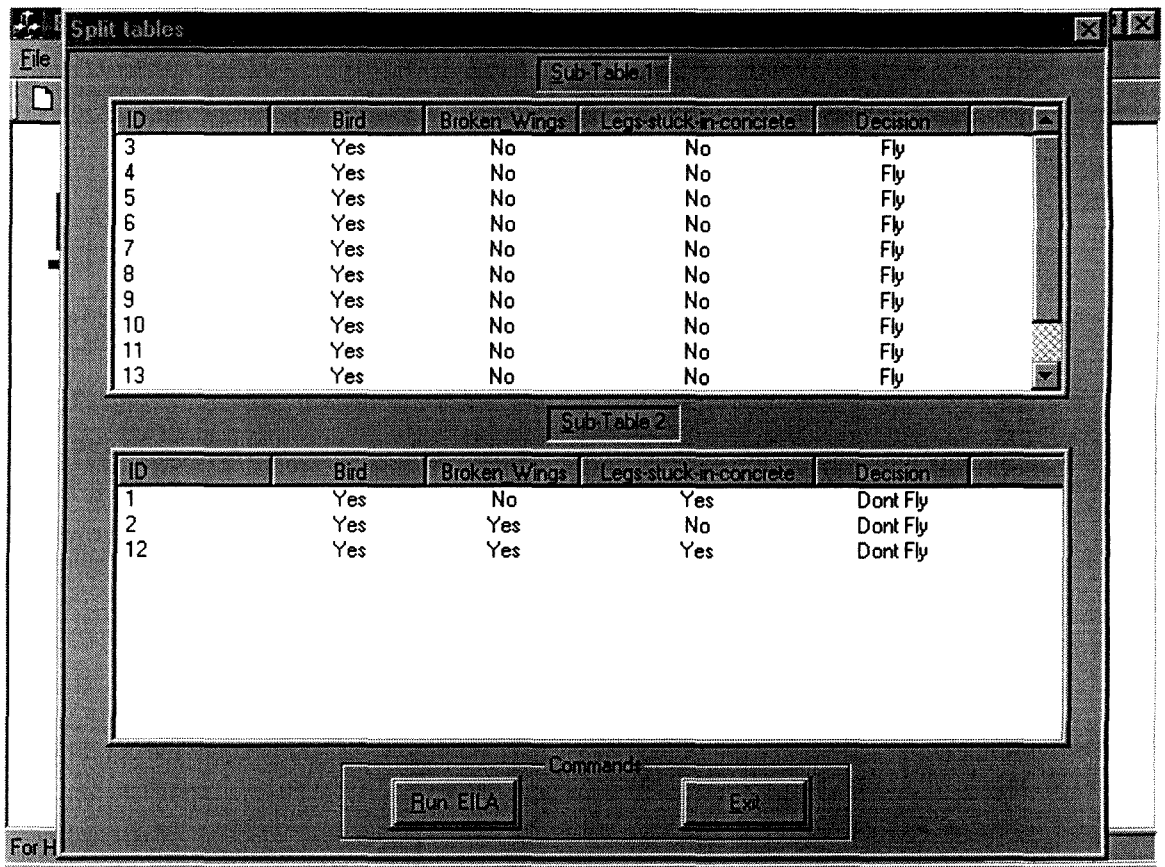 Split tables
File
Sub-Table 1
ID Bird Broken_Wings Legs-stuck-in-concrete Decision
3 Yes No No Fly
4 Yes No No Fly
5 Yes No No Fly
6 Yes No No Fly
7 Yes No No Fly
8 Yes No No Fly
9 Yes No No Fly
10 Yes No No Fly
11 Yes No No Fly
13 Yes No No Fly
Sub-Table 2
ID Bird Broken_Wings Legs-stuck-in-concrete Decision
1 Yes No Yes Dont Fly
2 Yes Yes No Dont Fly
12 Yes Yes Yes Dont Fly
Commands
Run EILA Exit
For H